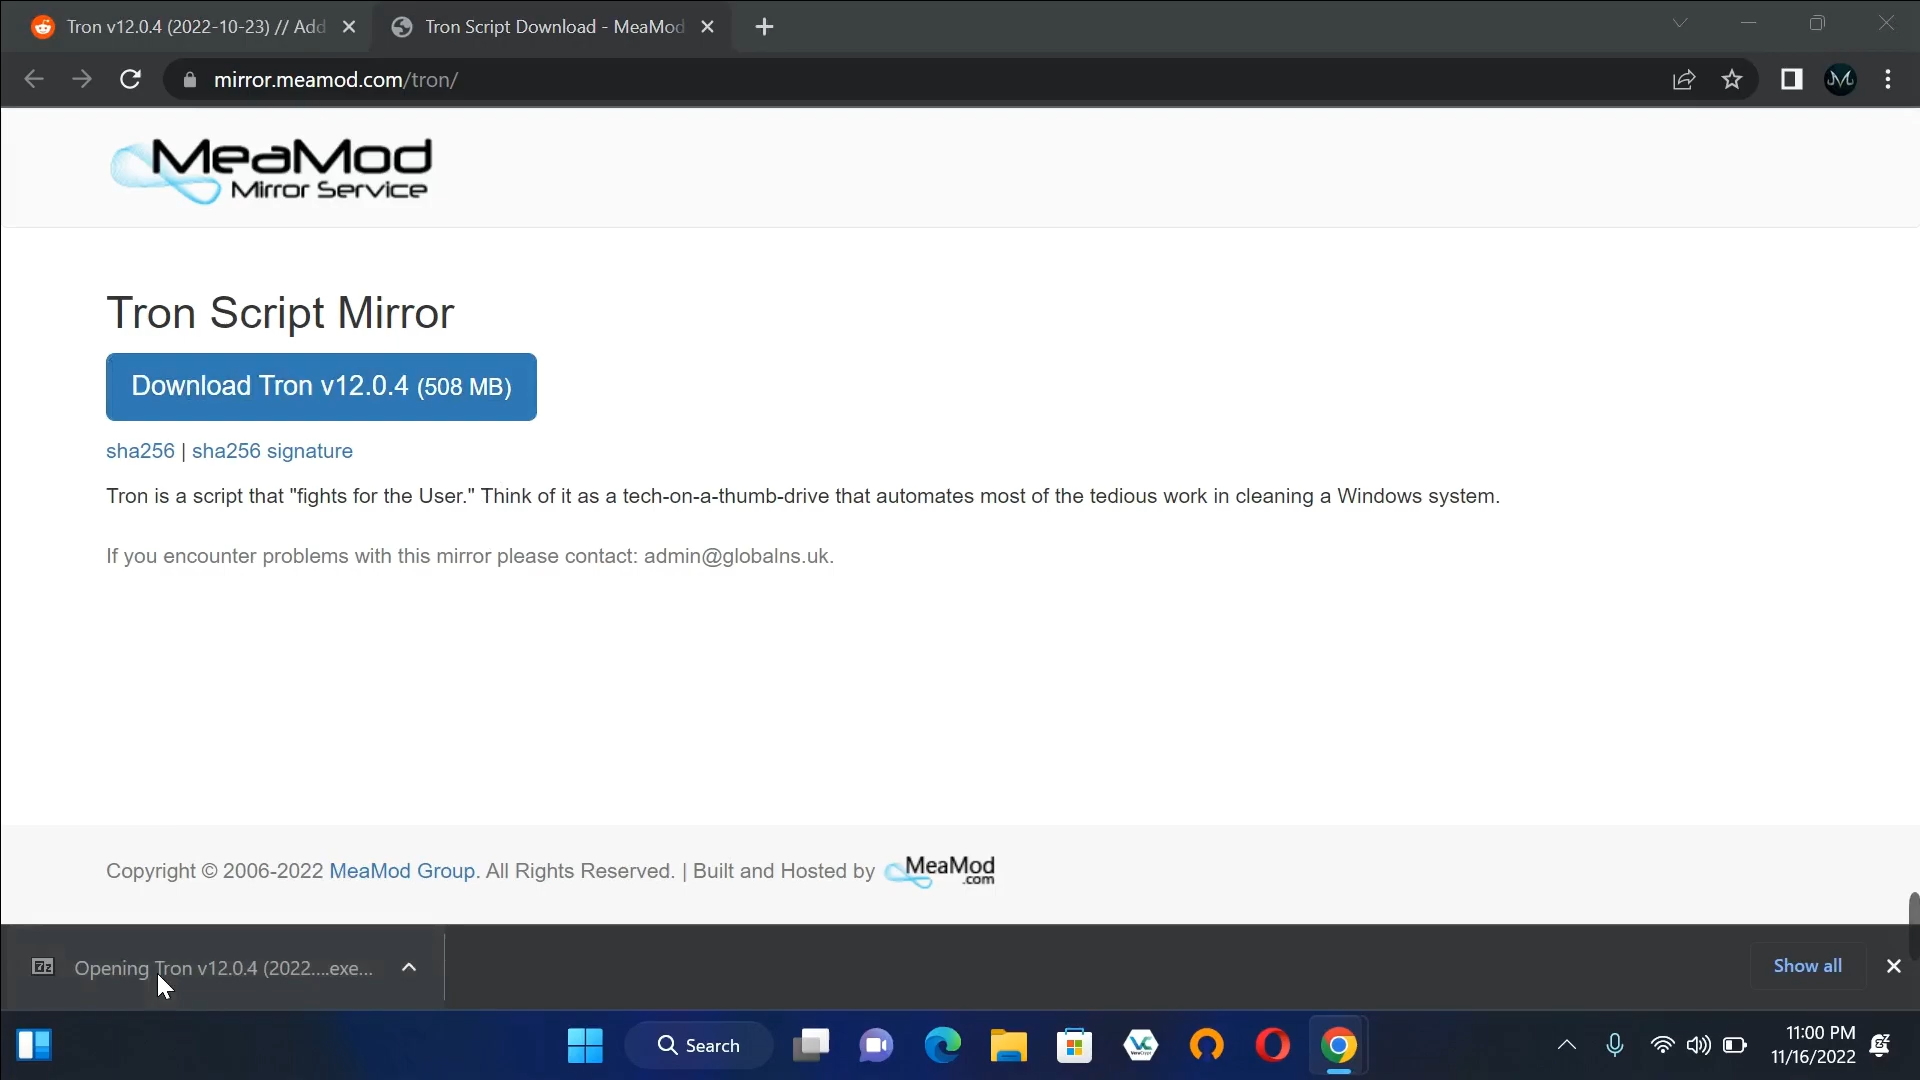 Tron v12.0.4 (2022-10-23) // Add
Tron Script Download - MeaMod
mirror.meamod.com/tron/
MeaMod
Mirror Service
Tron Script Mirror
Download Tron v12.0.4 (508 MB)
sha256 | sha256 signature
Tron is a script that "fights for the User." Think of it as a tech-on-a-thumb-drive that automates most of the tedious work in cleaning a Windows system.
If you encounter problems with this mirror please contact: admin@globalns.uk.
Copyright © 2006-2022 MeaMod Group. All Rights Reserved. | Built and Hosted by MeaMod
.com
7z
Opening Tron v12.0.4 (2022....exe...
Show all
Search
VC
11:00 PM
11/16/2022